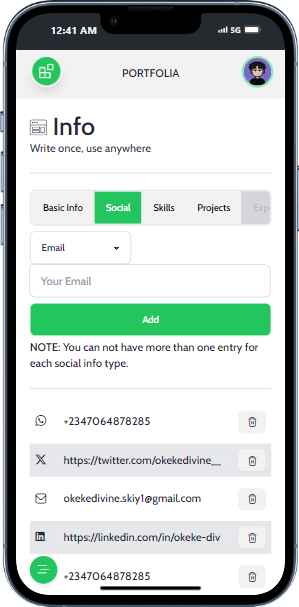 12:41 AM
5G
PORTFOLIA
Info
Write once, use anywhere
Basic Info
Social
Skills
Projects
Exp
Email
Your Email
Add
NOTE: You can not have more than one entry for
each social info type.
+2347064878285
https://twitter.com/okekedivine__
okekedivine.skiy1@gmail.com
https://linkedin.com/in/okeke-div
+2347064878285